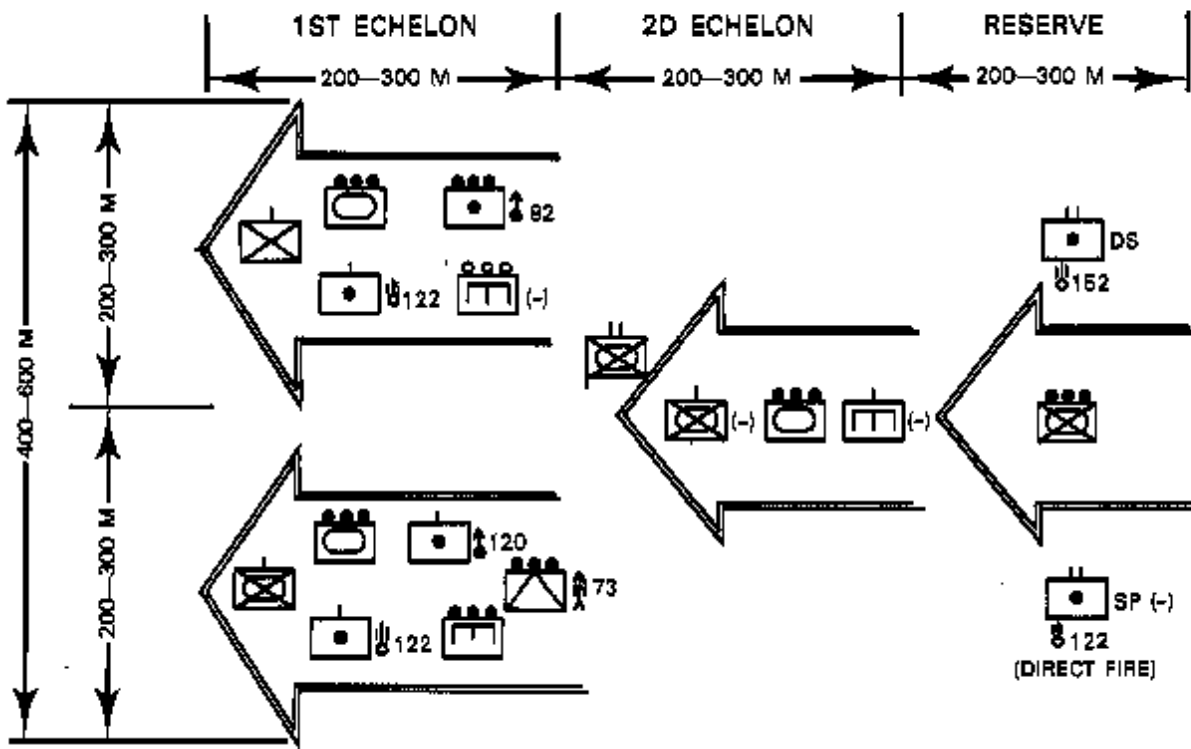 1ST ECHELON
2D ECHELON
RESERVE
200—300 M
200—300 M
200—300 M
400—600 M
200—300 M
200—300 M
82
122
(-)
(-)
(-)
DS
152
120
73
122
SP (-)
122
(DIRECT FIRE)